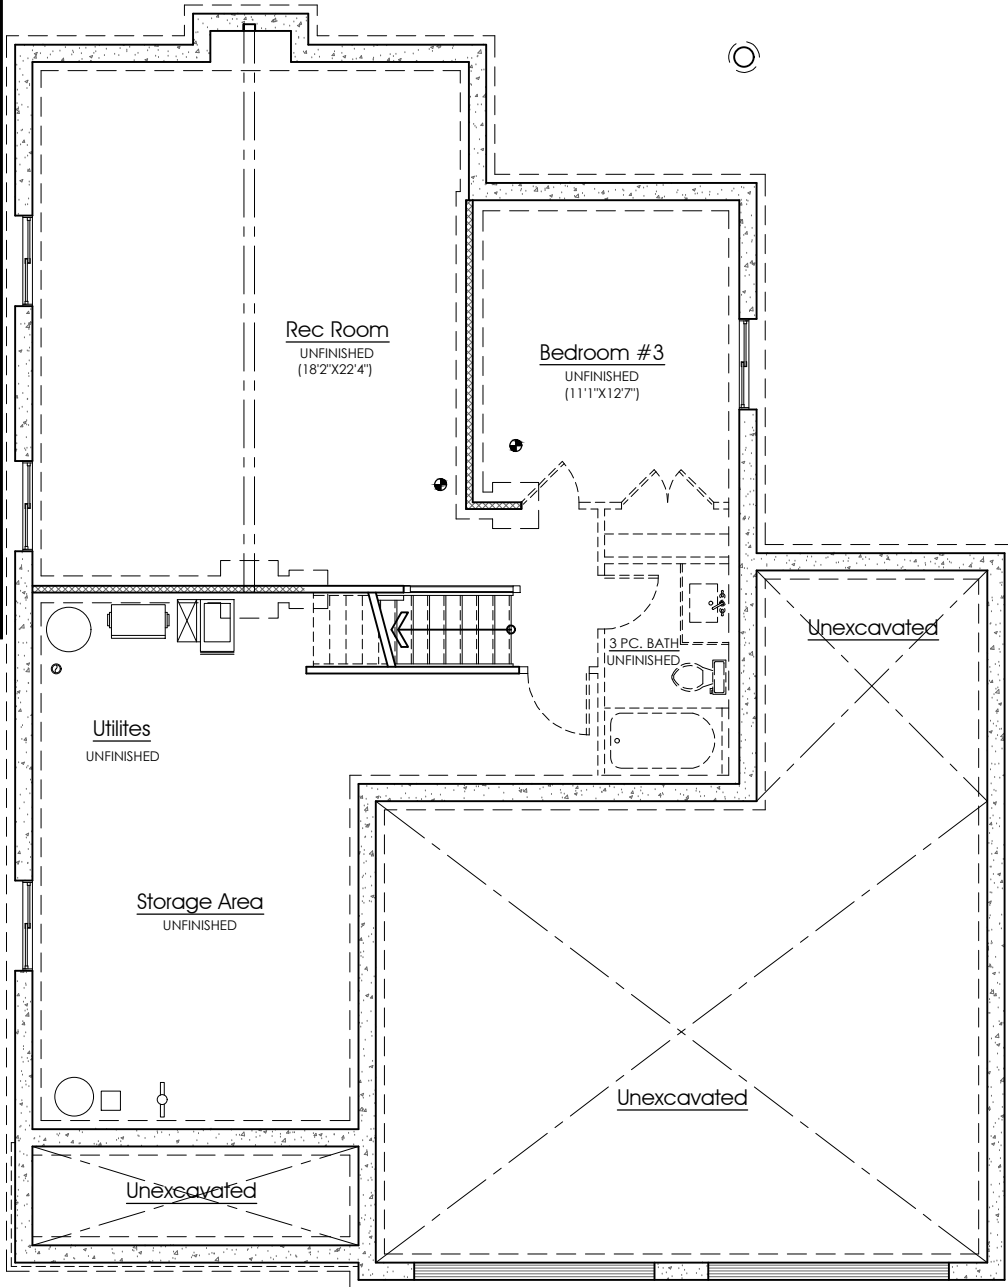 Rec Room
UNFINISHED
(18'2"X22'4")
Bedroom #3
UNFINISHED
(11'1"X12'7")
Unexcavated
3 PC. BATH
UNFINISHED
Utilites
UNFINISHED
Storage Area
UNFINISHED
Unexcavated
Unexcavated